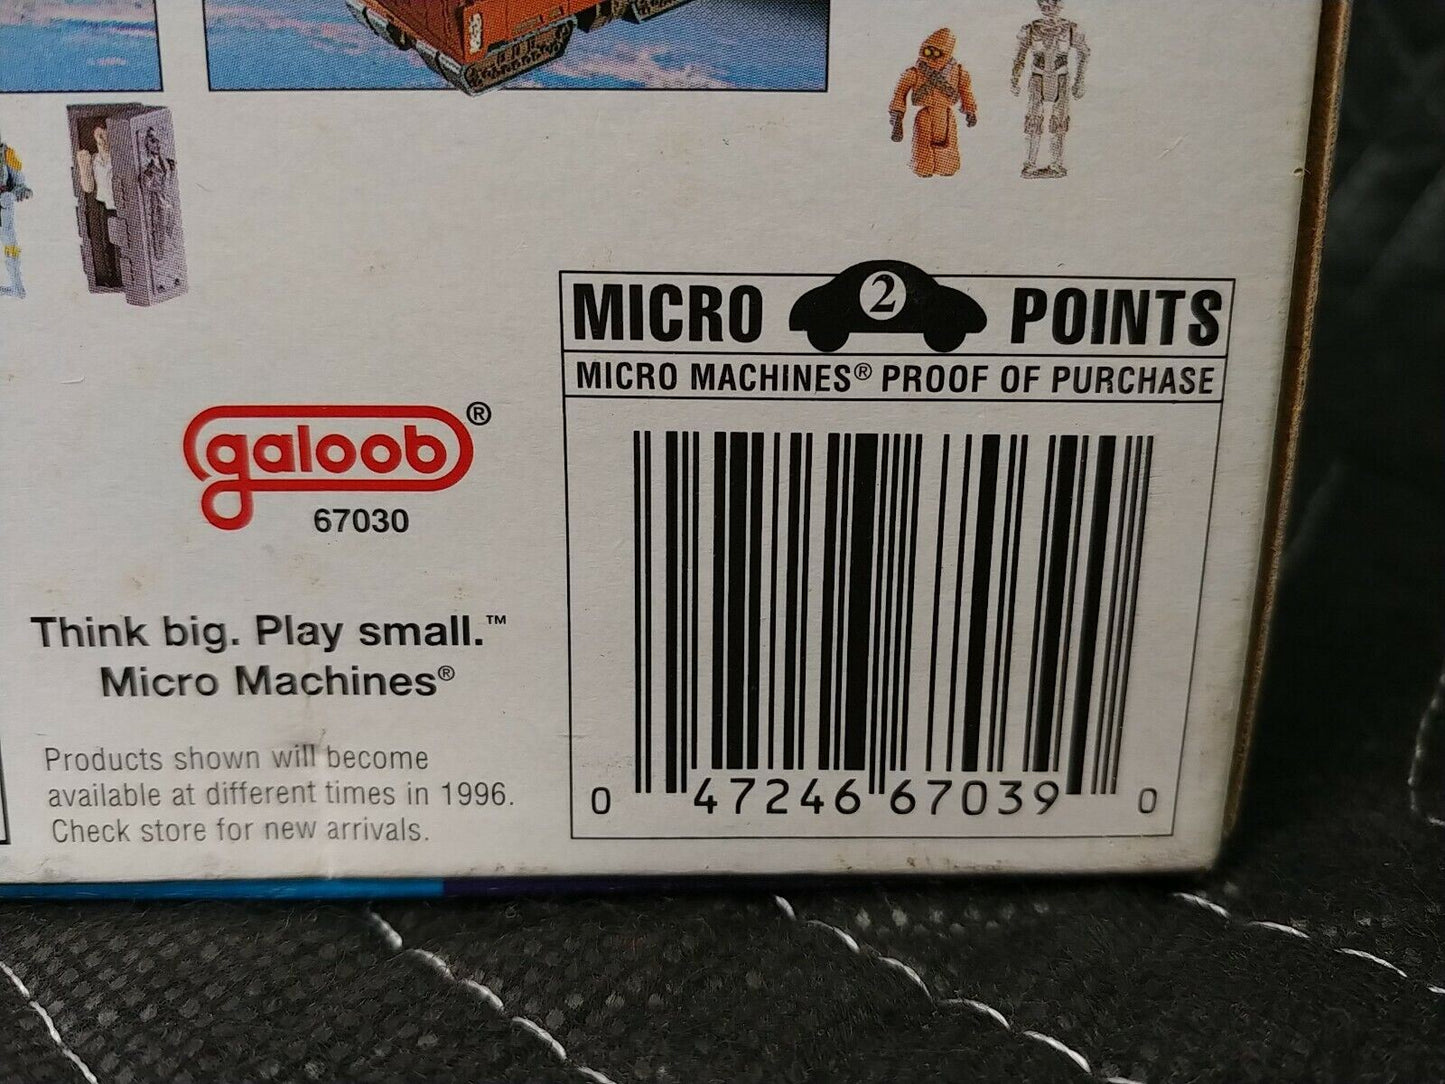 MICRO 2 POINTS
MICRO MACHINES® PROOF OF PURCHASE
galoob®
67030
Think big. Play small.™
Micro Machines®
Products shown will become
available at different times in 1996.
Check store for new arrivals.
0 47246 67039 0